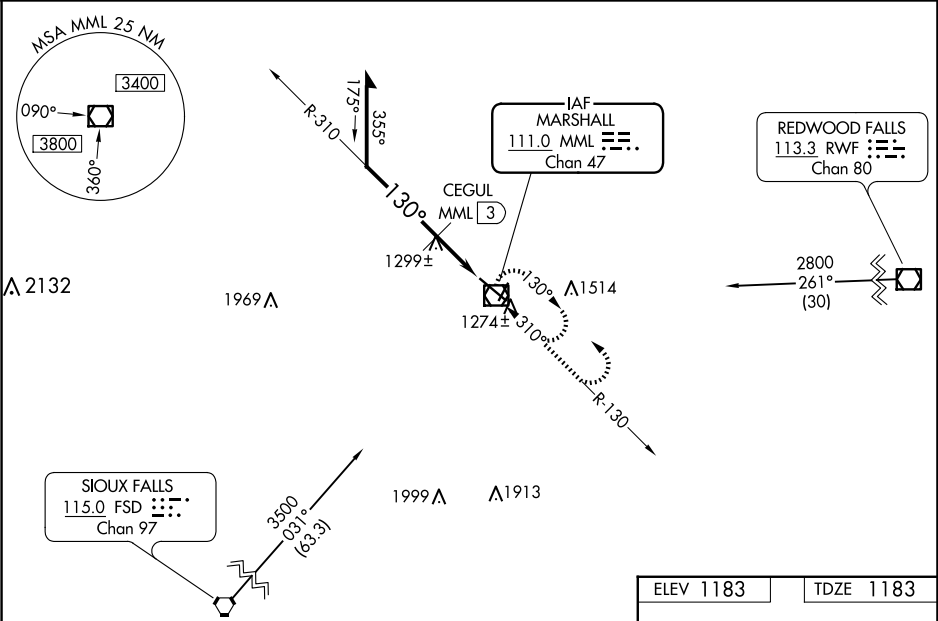 MSA MML 25 NM
3400
090°
3800
360°
R-310
175°
355°
130°
CEGUL
MML 3
1299±
IAF
MARSHALL
111.0 MML
Chan 47
REDWOOD FALLS
113.3 RWF
Chan 80
2800
261°
(30)
2132
1969
1274±
130°
310°
1514
R-130
SIOUX FALLS
115.0 FSD
Chan 97
3500
031°
(63.3)
1999
1913
ELEV 1183
TDZE 1183